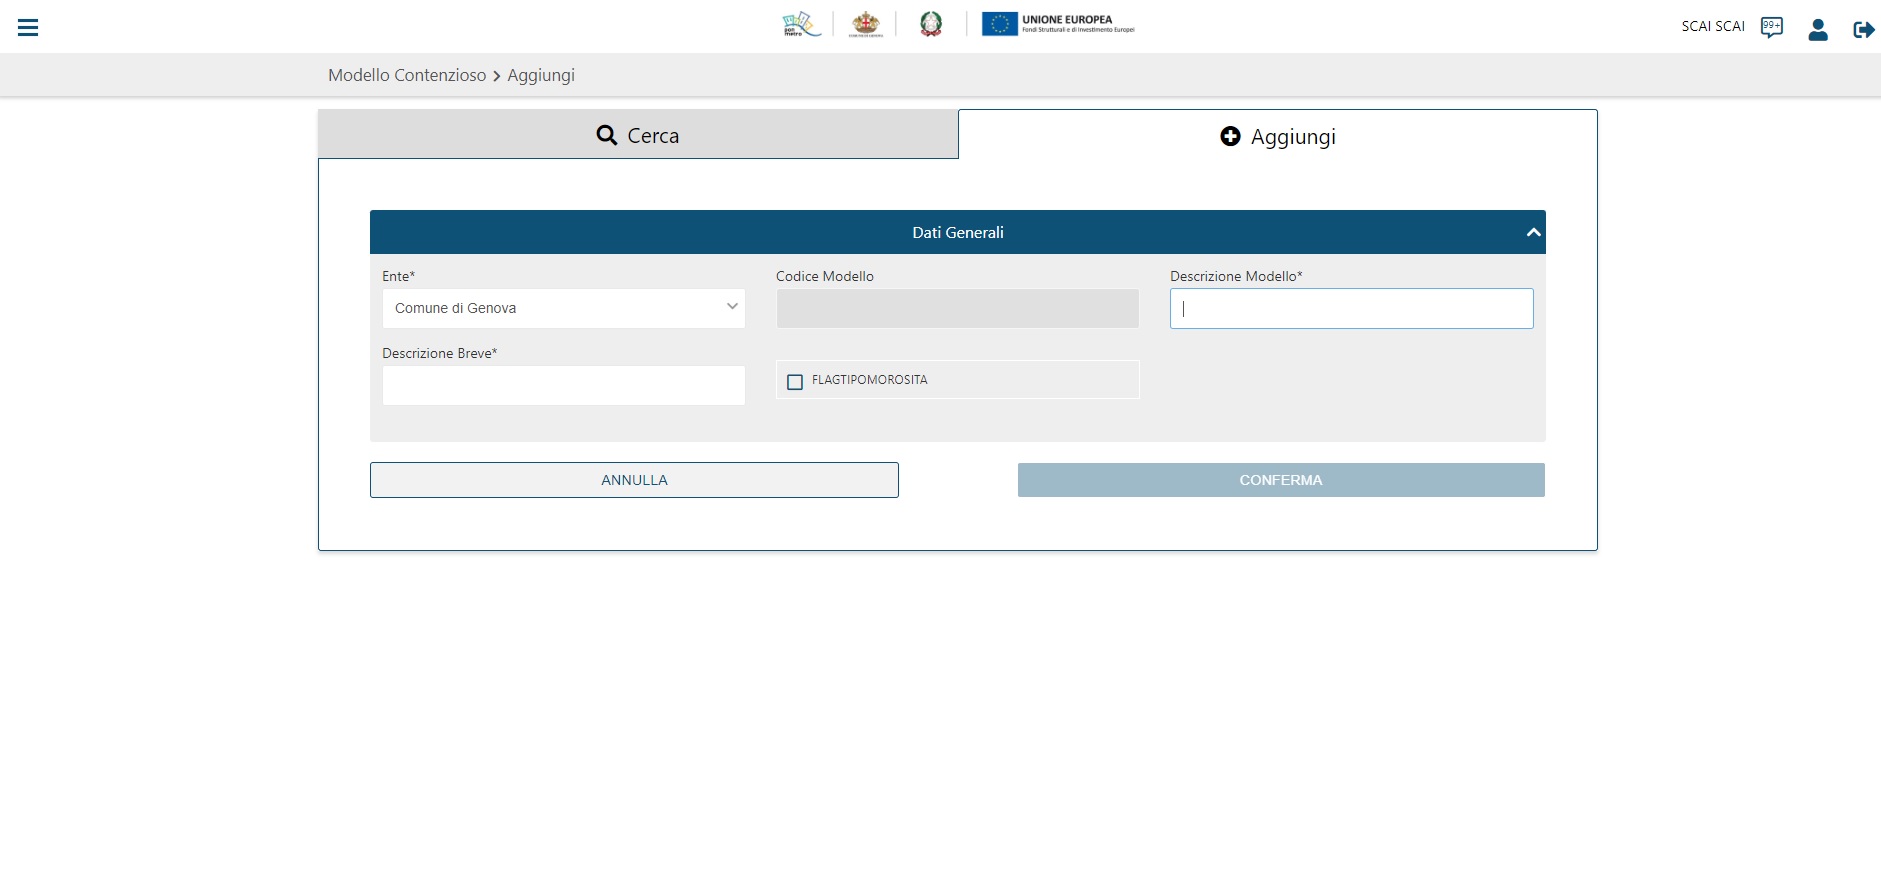 UNIONE EUROPEA
Fondi Strutturali e di Investimento Europei
SCAI SCAI
99+
Modello Contenzioso > Aggiungi
Cerca
Aggiungi
Dati Generali
Ente*
Codice Modello
Descrizione Modello*
Comune di Genova
Descrizione Breve*
FLAGTIPOMOROSITA
ANNULLA
CONFERMA